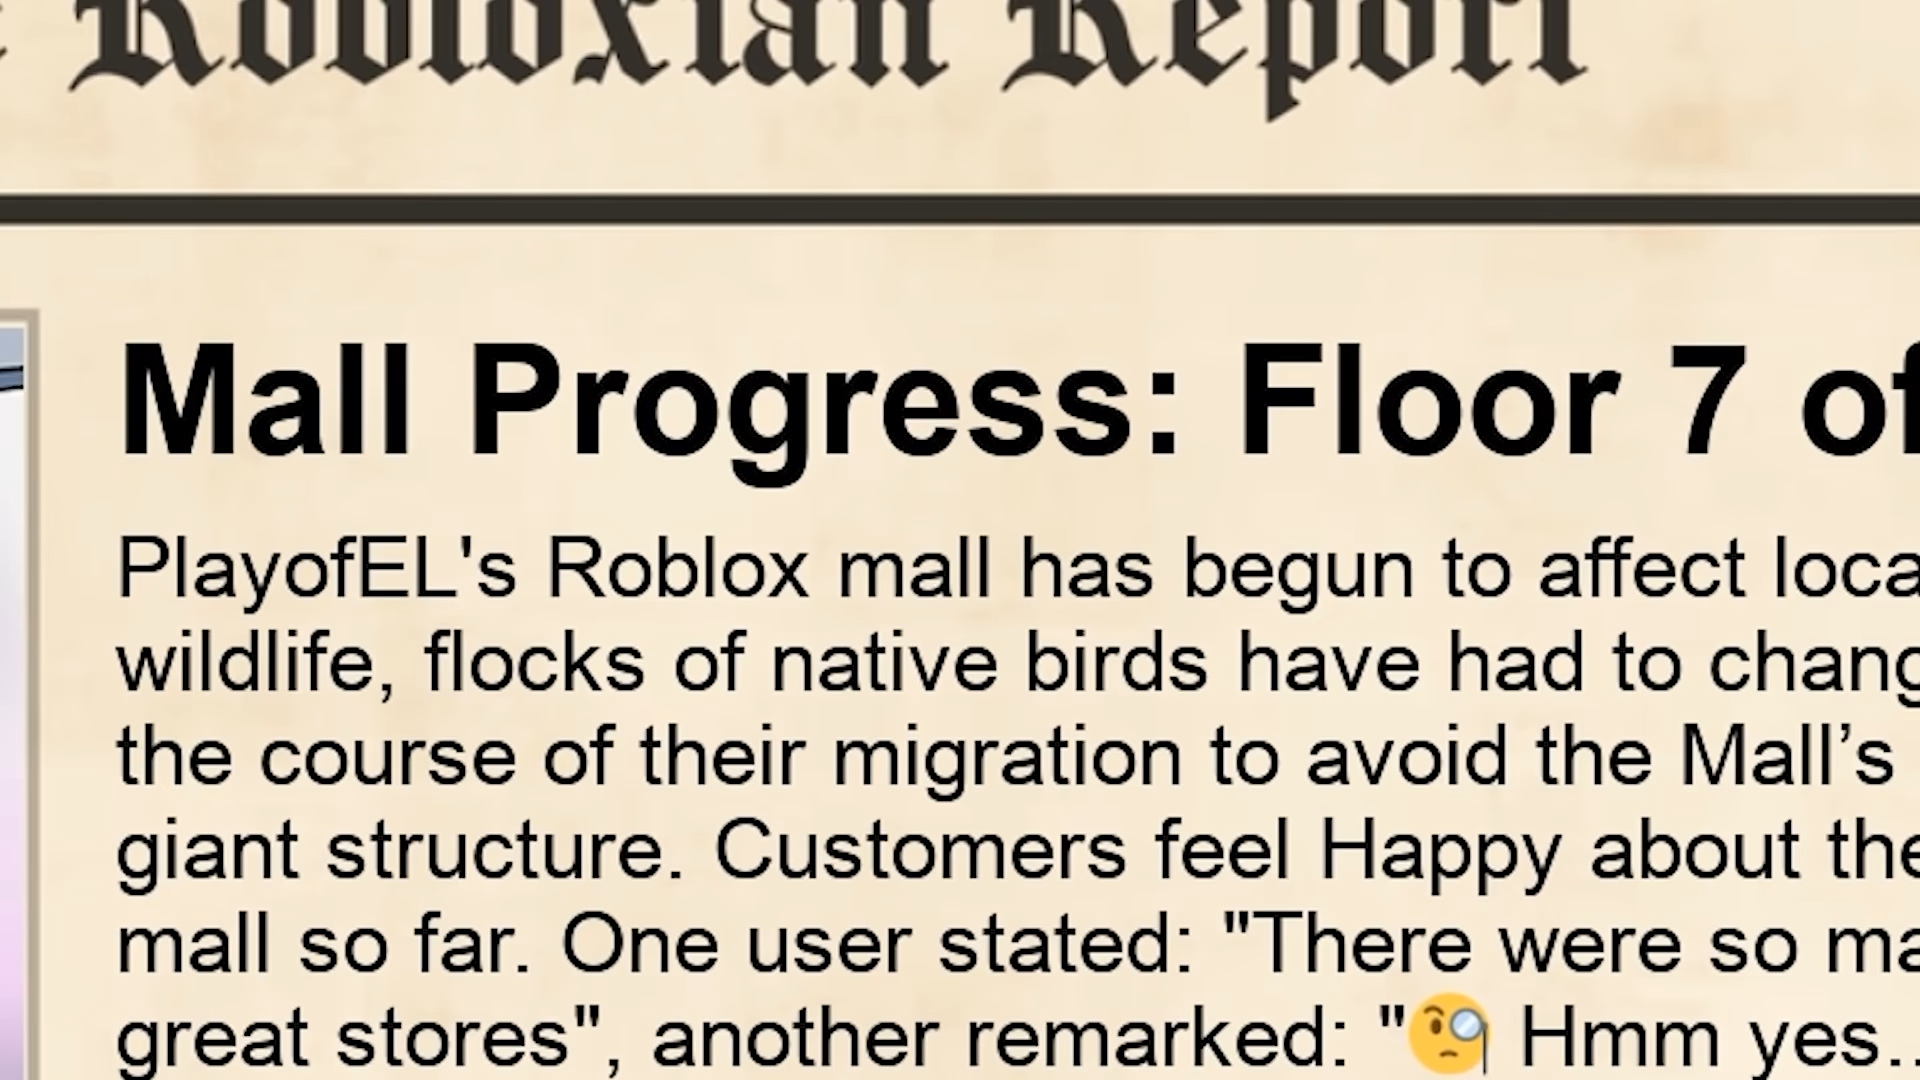 Robloxian Report
Mall Progress: Floor 7 of
PlayofEL's Roblox mall has begun to affect loca
wildlife, flocks of native birds have had to chang
the course of their migration to avoid the Mall’s
giant structure. Customers feel Happy about the
mall so far. One user stated: "There were so ma
great stores", another remarked: "🧐 Hmm yes..